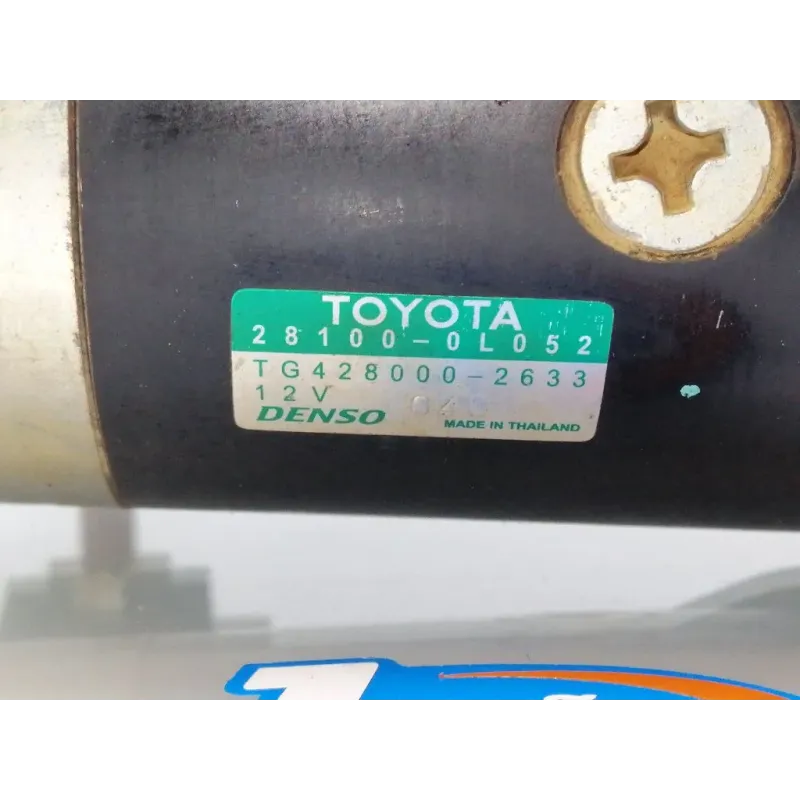 TOYOTA
28100-0L052
TG428000-2633
12V
DENSO MADE IN THAILAND